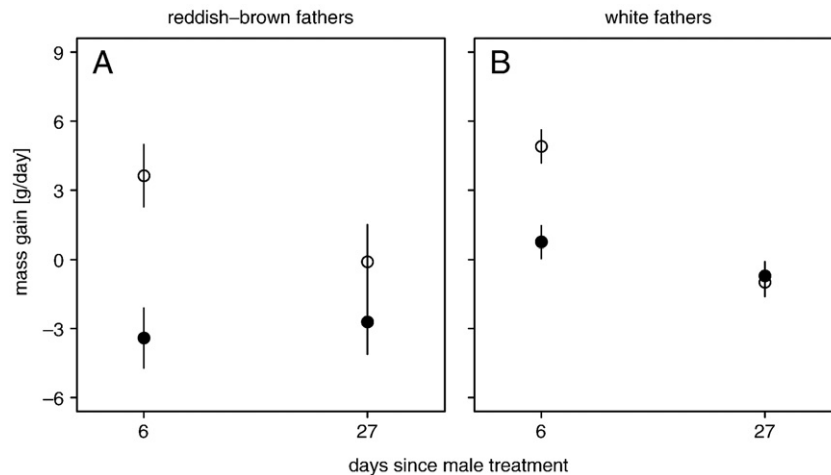 reddish–brown fathers
white fathers
A
B
9
6
3
0
–3
–6
mass gain [g/day]
6
27
6
27
days since male treatment